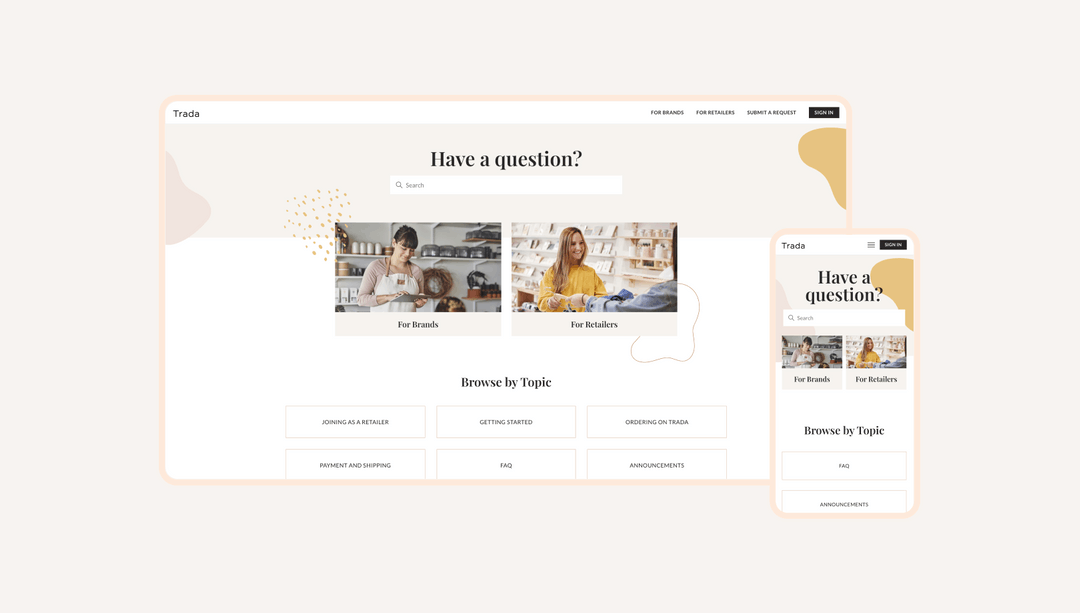 Trada
FOR BRANDS FOR RETAILERS SUBMIT A REQUEST SIGN IN
Have a question?
Search
For Brands For Retailers
Browse by Topic
JOINING AS A RETAILER GETTING STARTED ORDERING ON TRADA
PAYMENT AND SHIPPING FAQ ANNOUNCEMENTS
Trada SIGN IN
Have a
question?
Search
For Brands For Retailers
Browse by Topic
FAQ
ANNOUNCEMENTS